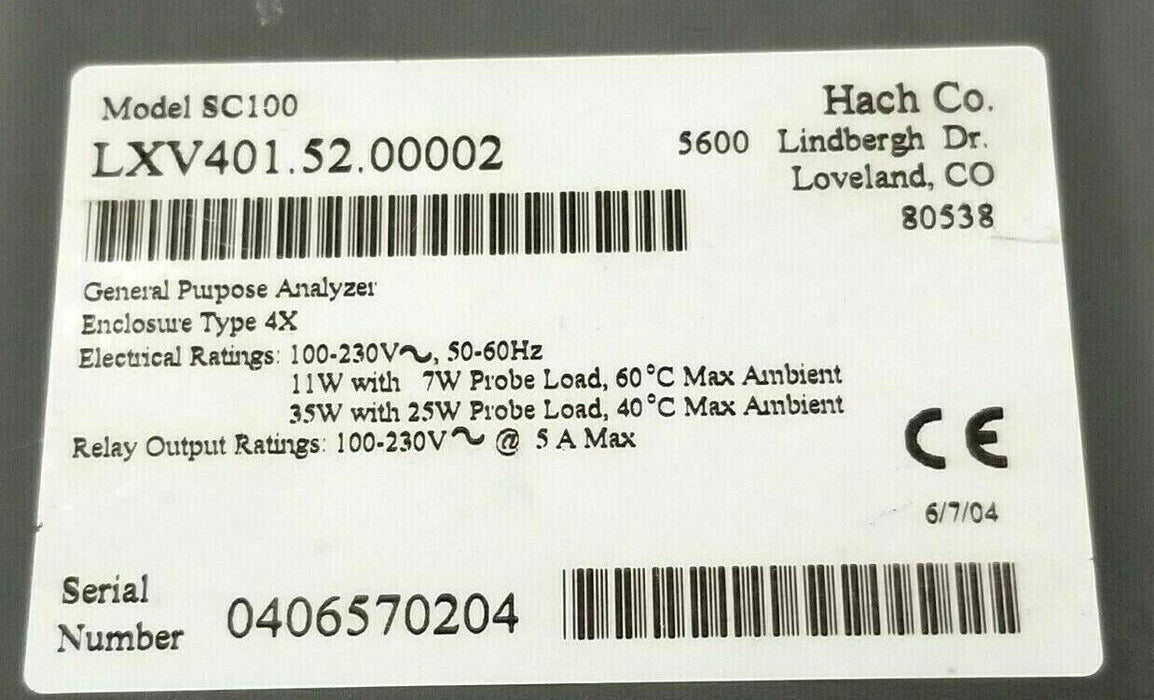 Model SC100
LXV401.52.00002
Hach Co.
5600 Lindbergh Dr.
Loveland, CO
80538
General Purpose Analyzer
Enclosure Type 4X
Electrical Ratings: 100-230V~, 50-60Hz
11W with 7W Probe Load, 60°C Max Ambient
35W with 25W Probe Load, 40°C Max Ambient
Relay Output Ratings: 100-230V~ @ 5 A Max
CE
6/7/04
Serial
Number 0406570204